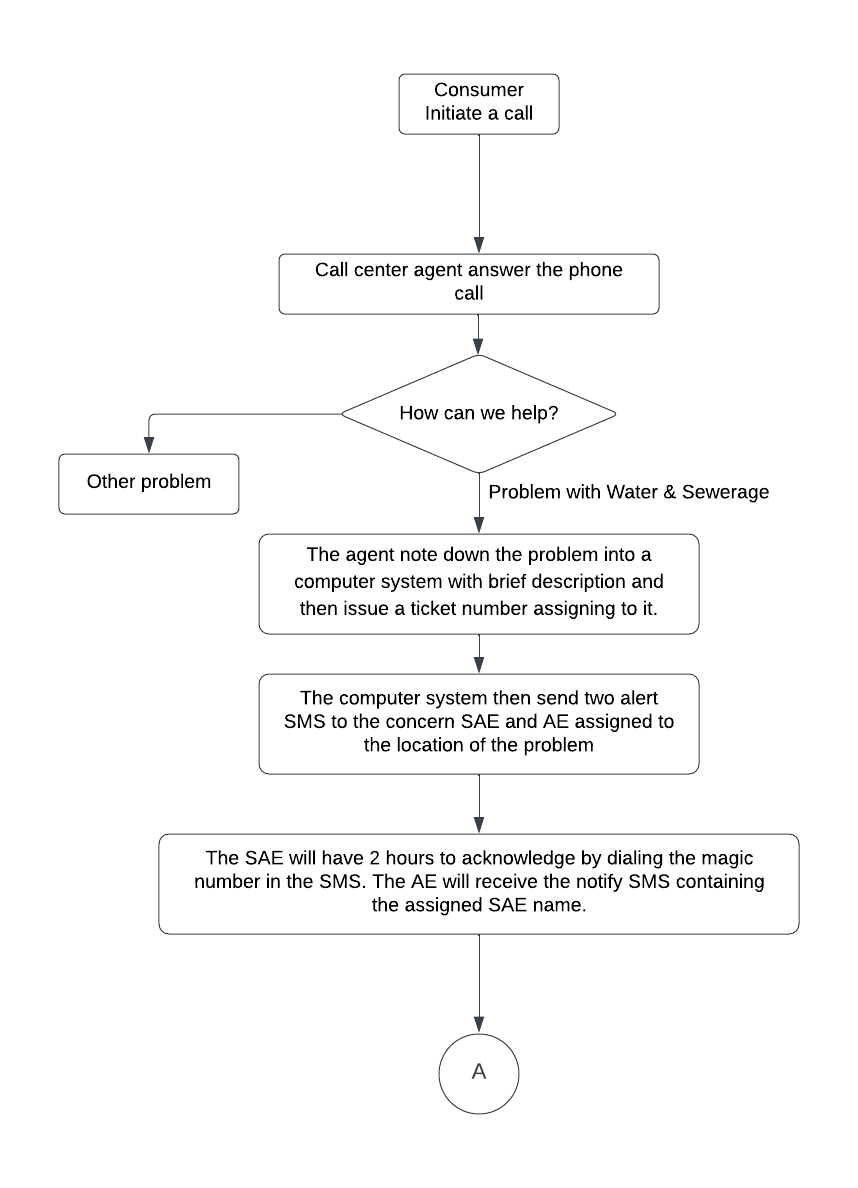 Consumer
Initiate a call
Call center agent answer the phone
call
How can we help?
Other problem
Problem with Water & Sewerage
The agent note down the problem into a
computer system with brief description and
then issue a ticket number assigning to it.
The computer system then send two alert
SMS to the concern SAE and AE assigned to
the location of the problem
The SAE will have 2 hours to acknowledge by dialing the magic
number in the SMS. The AE will receive the notify SMS containing
the assigned SAE name.
A